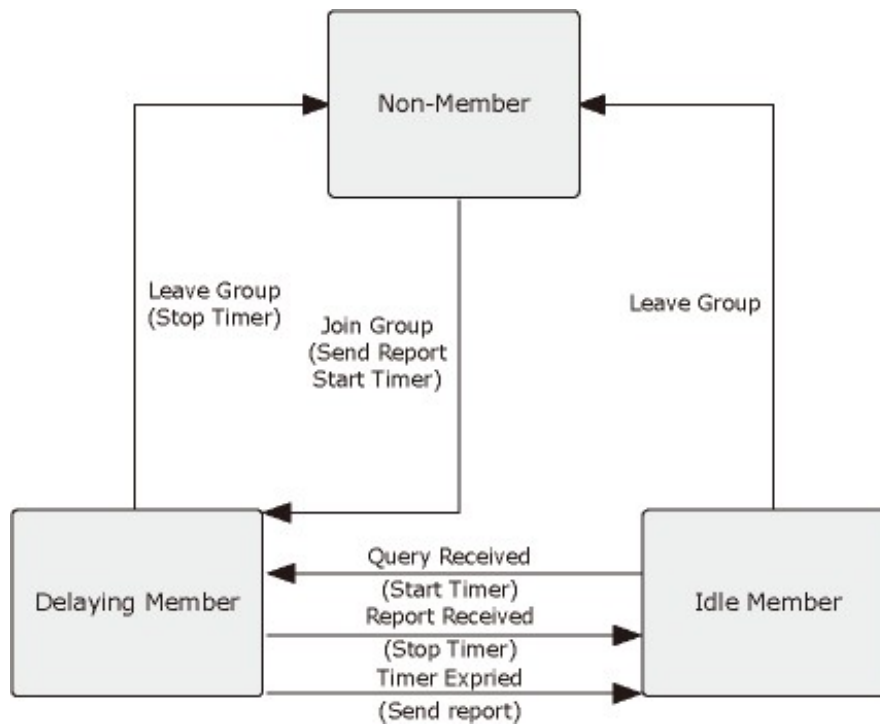 Non-Member
Leave Group
(Stop Timer)
Join Group
(Send Report
Start Timer)
Leave Group
Delaying Member
Query Received
(Start Timer)
Report Received
(Stop Timer)
Timer Expried
(Send report)
Idle Member